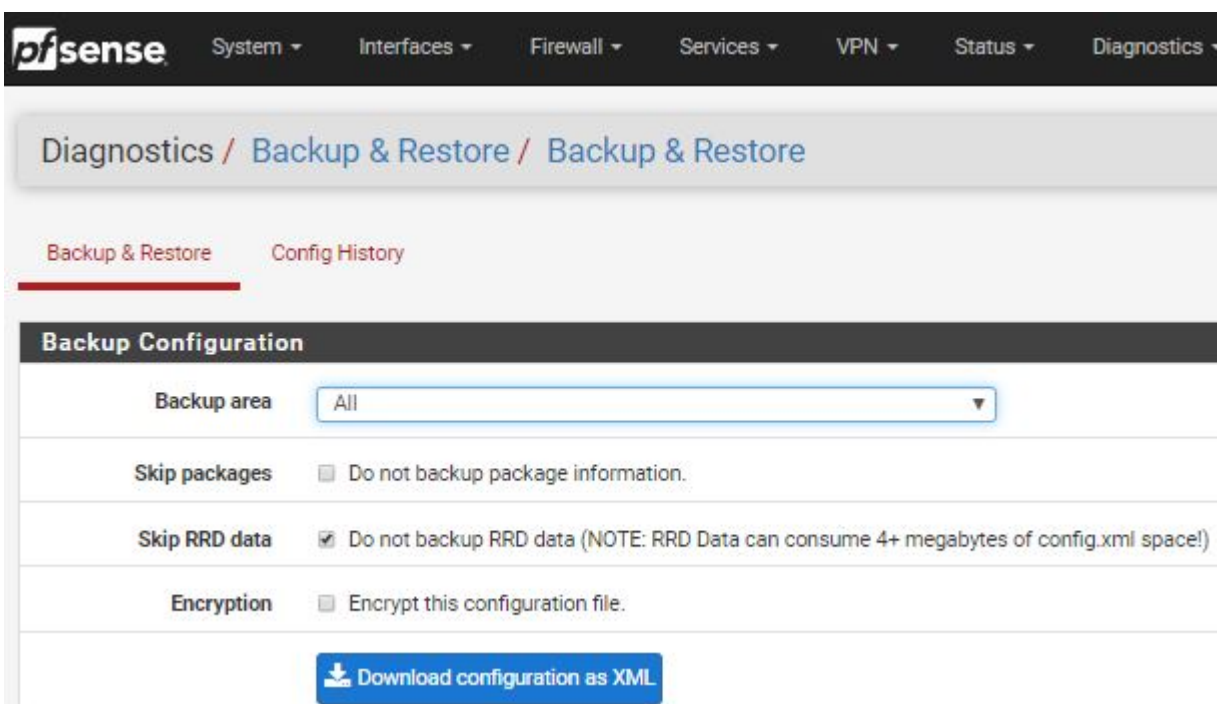 pfsense System Interfaces Firewall Services VPN Status Diagnostics
Diagnostics / Backup & Restore / Backup & Restore
Backup & Restore Config History
Backup Configuration
Backup area All
Skip packages Do not backup package information.
Skip RRD data Do not backup RRD data (NOTE: RRD Data can consume 4+ megabytes of config.xml space!)
Encryption Encrypt this configuration file.
Download configuration as XML